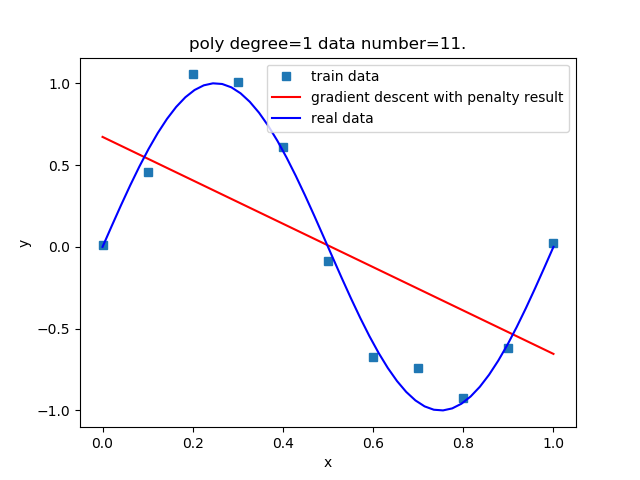 poly degree=1 data number=11.
train data
gradient descent with penalty result
real data
1.0
0.5
0.0
−0.5
−1.0
y
0.0 0.2 0.4 0.6 0.8 1.0
x